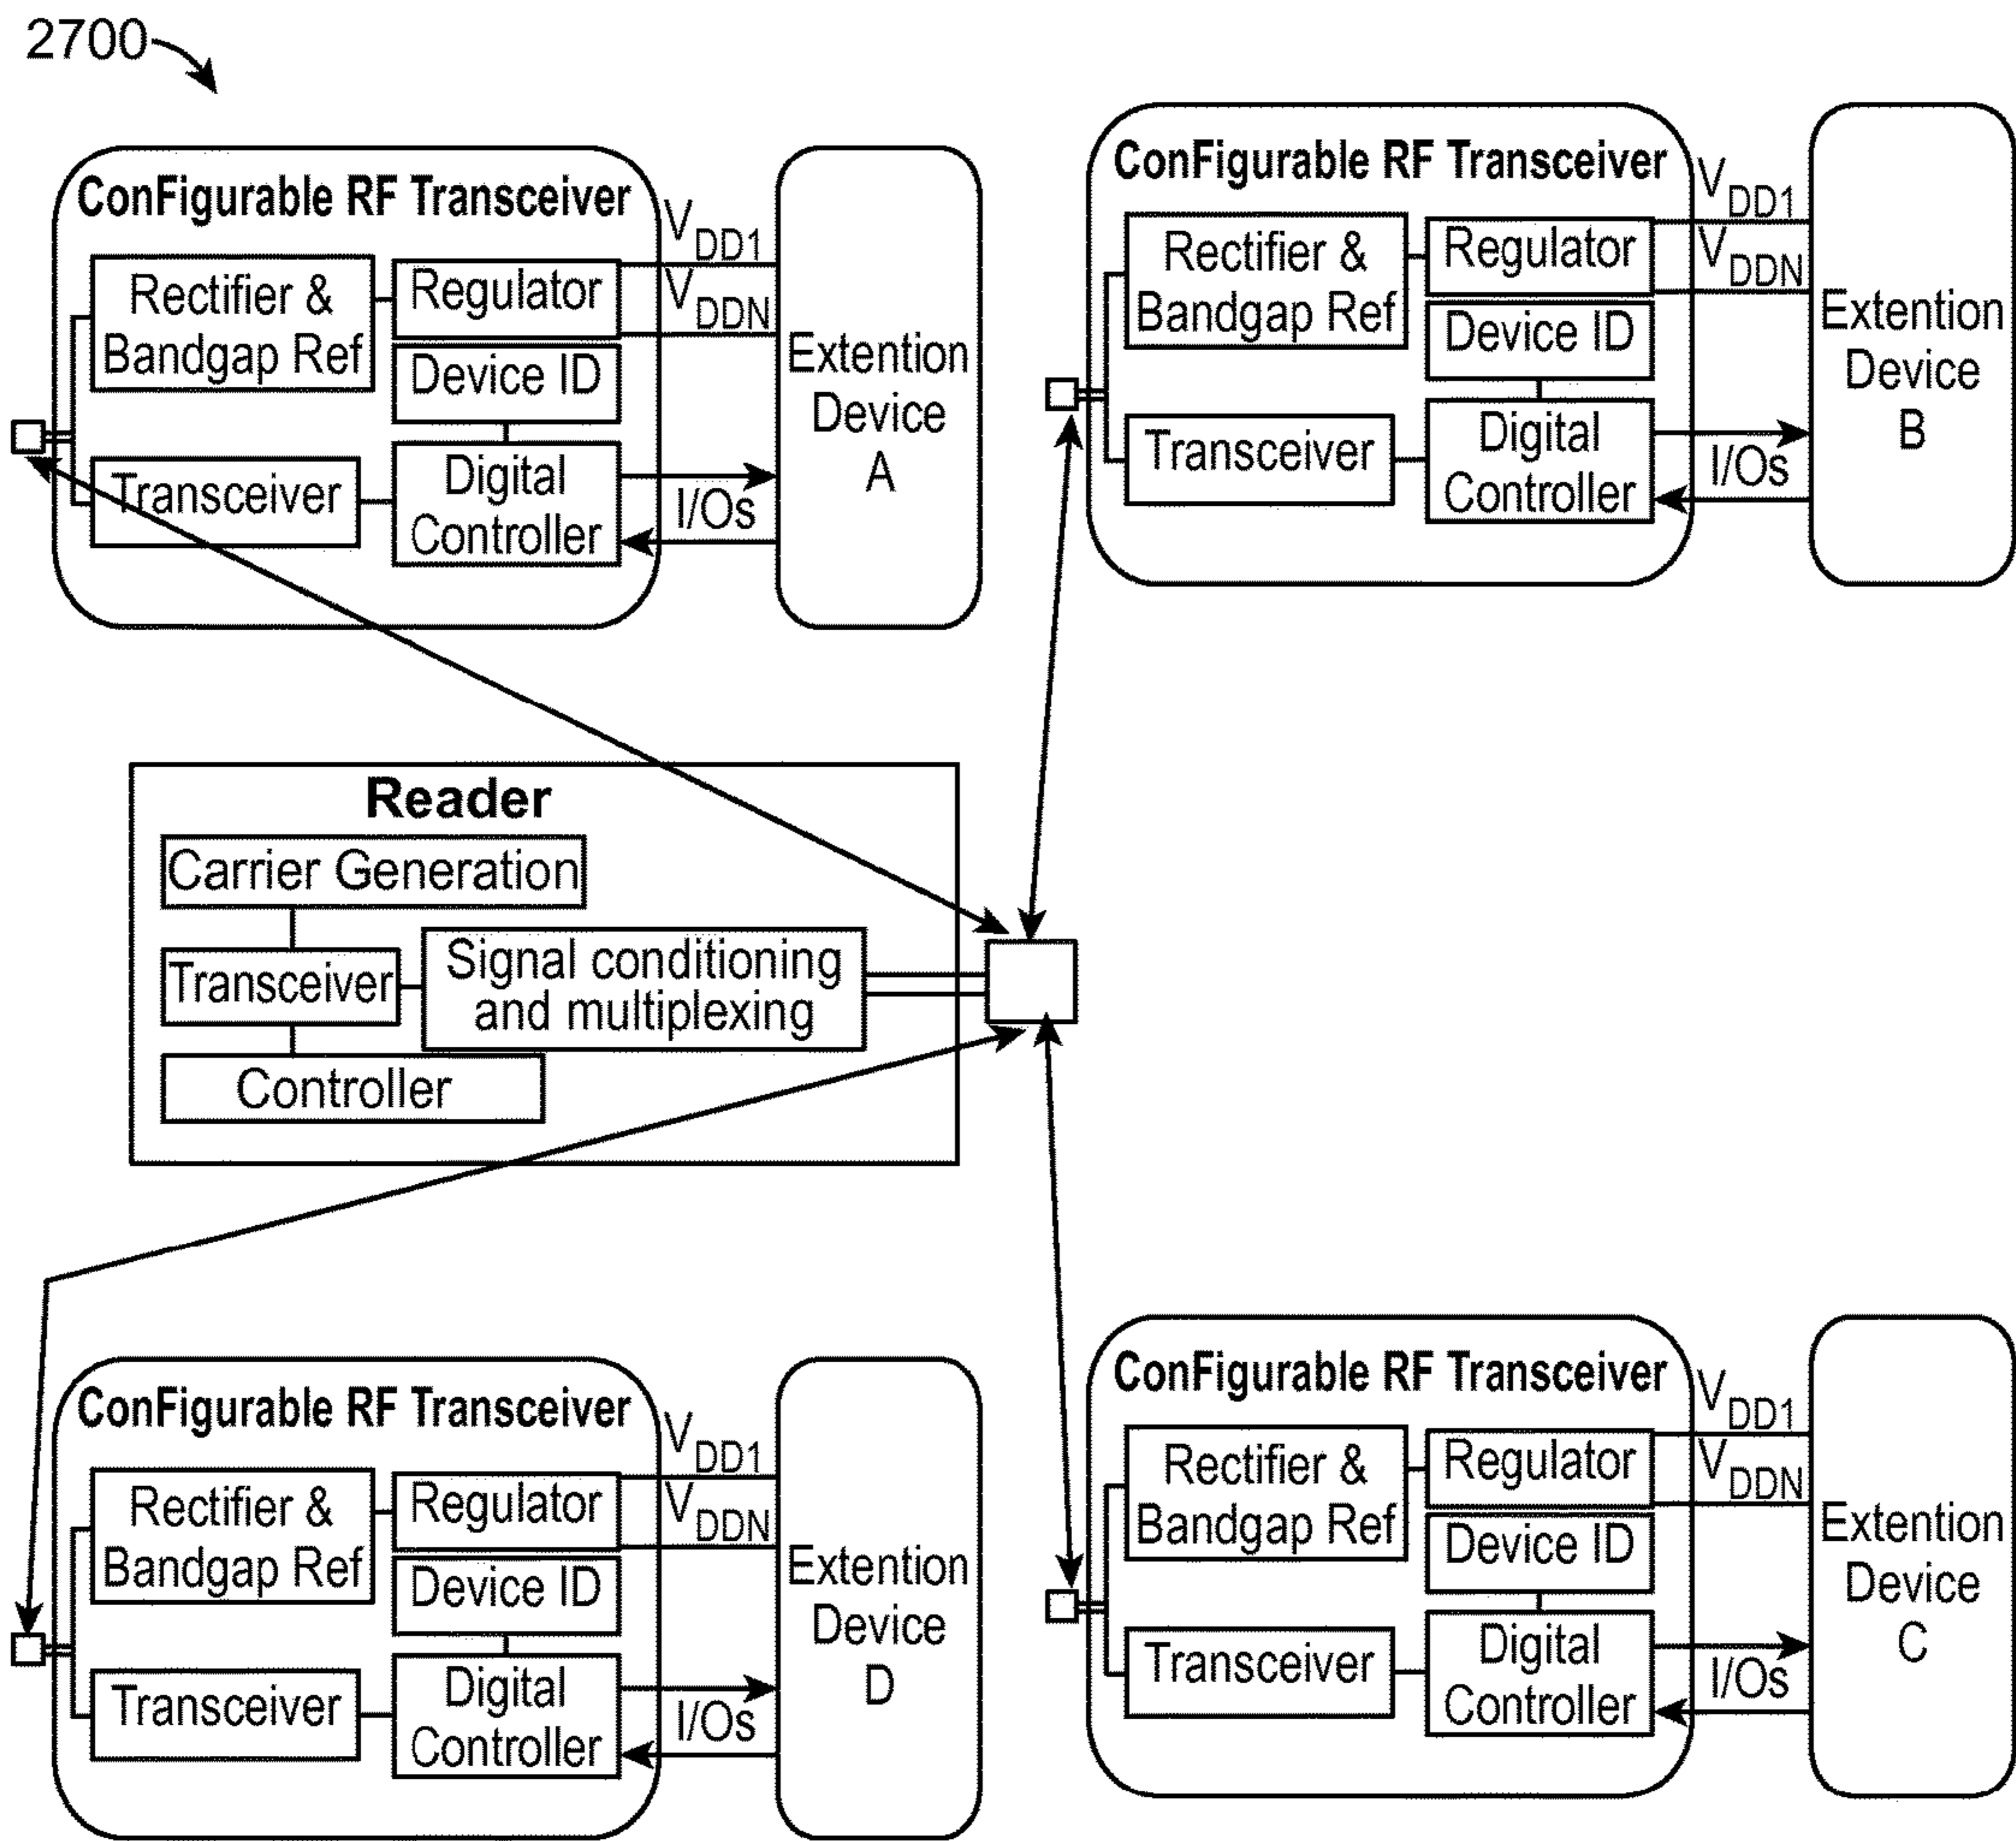 2700
ConFigurable RF Transceiver
Rectifier &
Bandgap Ref
Regulator
Device ID
Transceiver
Digital
Controller
VDD1
VDDN
I/Os
Extention
Device
A
ConFigurable RF Transceiver
Rectifier &
Bandgap Ref
Regulator
Device ID
Transceiver
Digital
Controller
VDD1
VDDN
I/Os
Extention
Device
B
Reader
Carrier Generation
Transceiver
Signal conditioning
and multiplexing
Controller
ConFigurable RF Transceiver
Rectifier &
Bandgap Ref
Regulator
Device ID
Transceiver
Digital
Controller
VDD1
VDDN
I/Os
Extention
Device
D
ConFigurable RF Transceiver
Rectifier &
Bandgap Ref
Regulator
Device ID
Transceiver
Digital
Controller
VDD1
VDDN
I/Os
Extention
Device
C